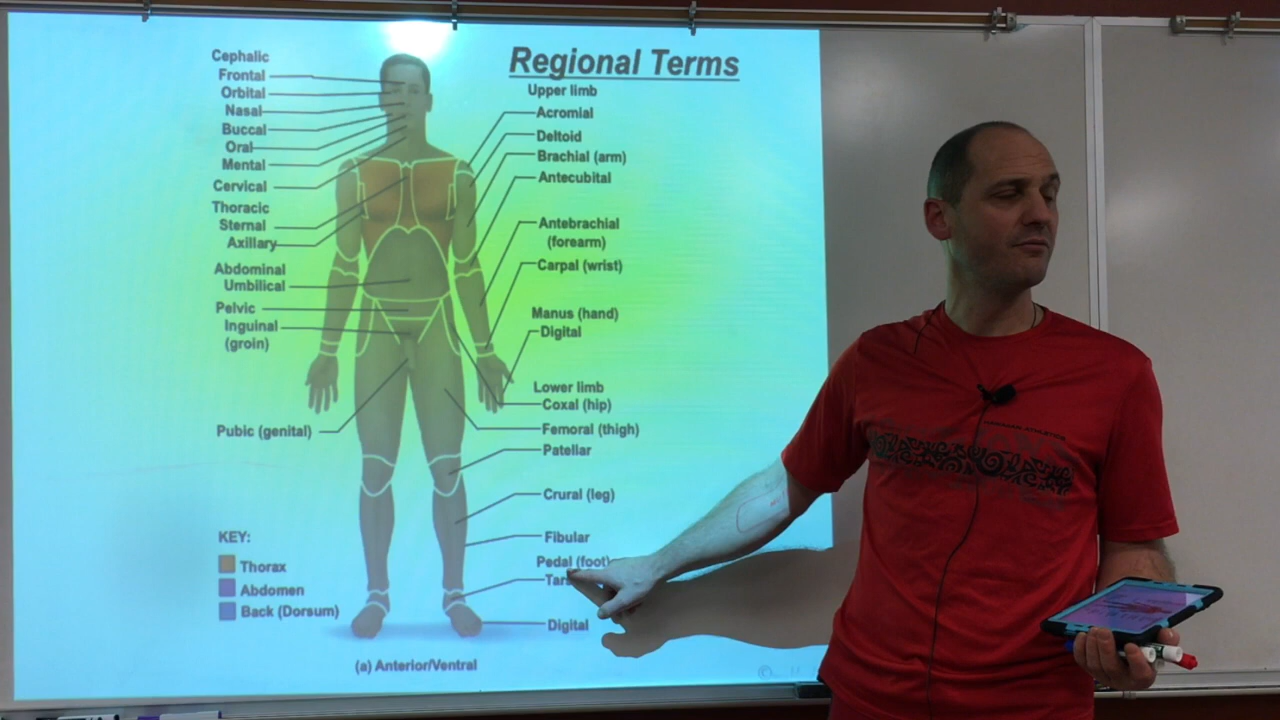 Regional Terms
Cephalic
Frontal
Orbital
Nasal
Buccal
Oral
Mental
Cervical
Thoracic
Sternal
Axillary
Abdominal
Umbilical
Pelvic
Inguinal
(groin)
Pubic (genital)
Upper limb
Acromial
Deltoid
Brachial (arm)
Antecubital
Antebrachial
(forearm)
Carpal (wrist)
Manus (hand)
Digital
Lower limb
Coxal (hip)
Femoral (thigh)
Patellar
Crural (leg)
Fibular
Pedal (foot)
Digital
KEY:
Thorax
Abdomen
Back (Dorsum)
(a) Anterior/Ventral